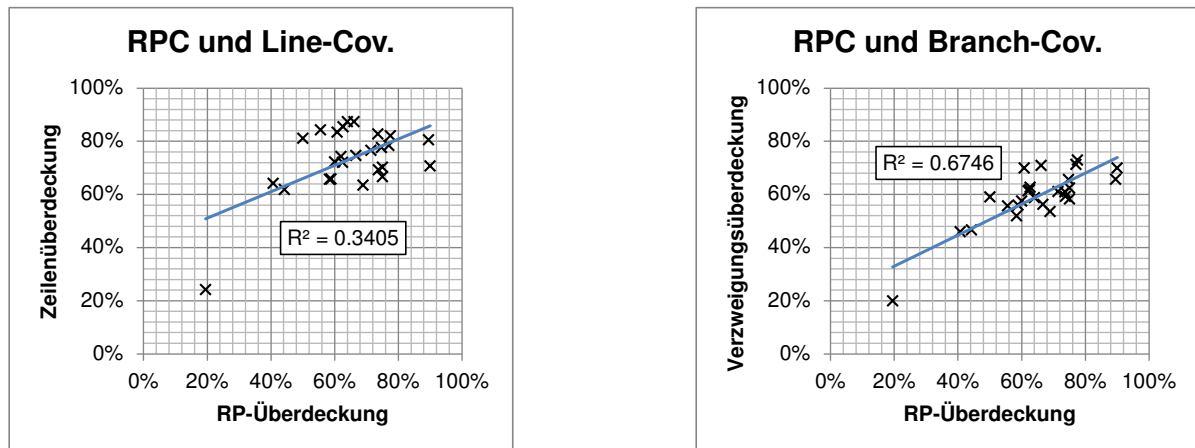 RPC und Line-Cov.
Zeilenüberdeckung
100%
80%
60%
40%
20%
0%
R² = 0.3405
0% 20% 40% 60% 80% 100%
RP-Überdeckung
RPC und Branch-Cov.
Verzweigungsüberdeckung
100%
80%
60%
40%
20%
0%
R² = 0.6746
0% 20% 40% 60% 80% 100%
RP-Überdeckung